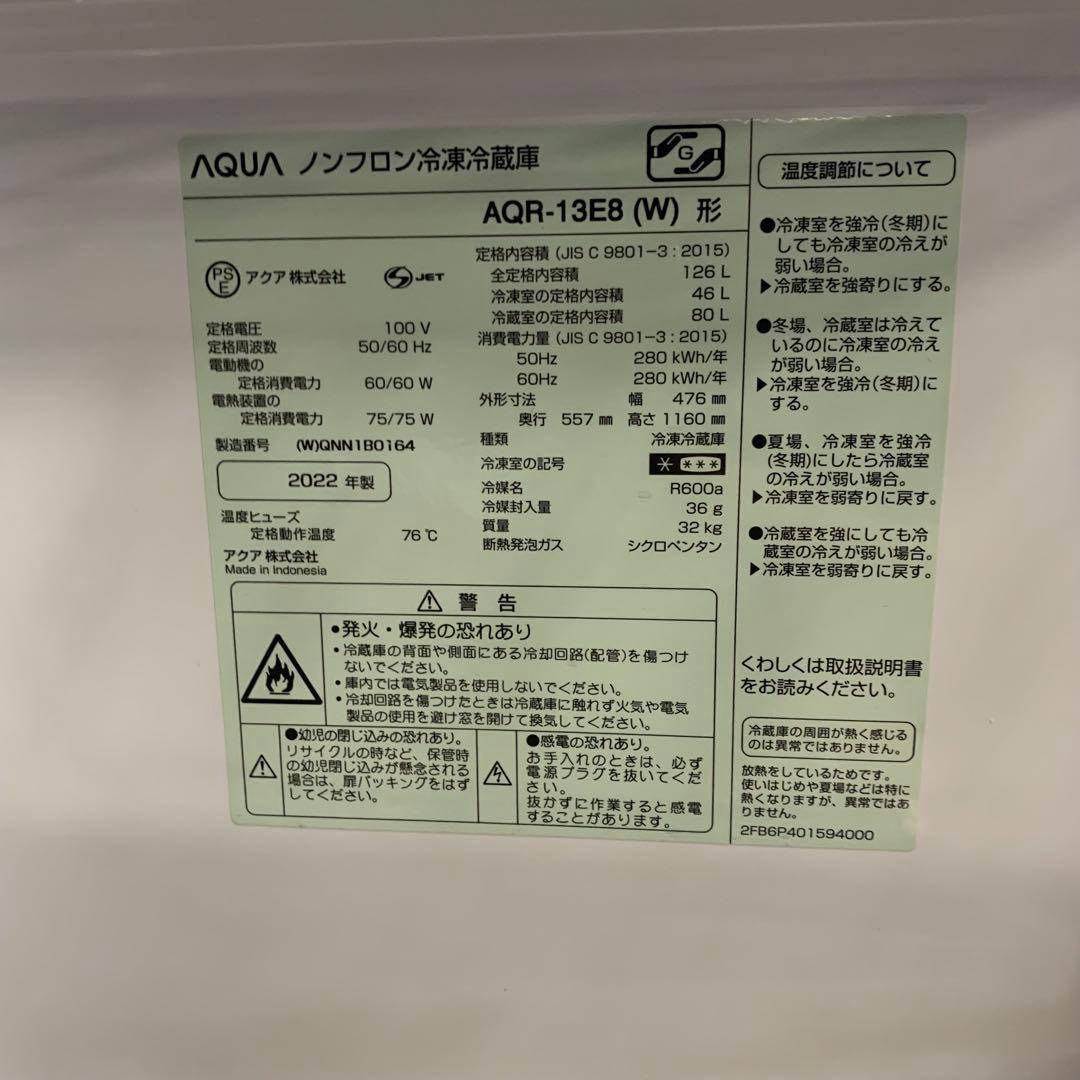 AQUA ノンフロン冷凍冷蔵庫
G
AQR-13E8 (W) 形
PS
E
アクア 株式会社
S JET
定格電圧 100 V
定格周波数 50/60 Hz
電動機の
定格消費電力 60/60 W
電熱装置の
定格消費電力 75/75 W
製造番号 (W)QNN1B0164
2022 年製
温度ヒューズ
定格動作温度 76 ℃
アクア 株式会社
Made in Indonesia
定格内容積 (JIS C 9801-3 : 2015)
全定格内容積 126 L
冷凍室の定格内容積 46 L
冷蔵室の定格内容積 80 L
消費電力量 (JIS C 9801-3 : 2015)
50Hz 280 kWh/年
60Hz 280 kWh/年
外形寸法 幅 476 mm
奥行 557 mm 高さ 1160 mm
種類 冷凍冷蔵庫
冷凍室の記号 * ***
冷媒名 R600a
冷媒封入量 36 g
質量 32 kg
断熱発泡ガス シクロペンタン
⚠ 警 告
●発火・爆発の恐れあり
・冷蔵庫の背面や側面にある冷却回路(配管)を傷つけ
ないでください。
・庫内では電気製品を使用しないでください。
・冷却回路を傷つけたときは冷蔵庫に触れず火気や電気
製品の使用を避け窓を開けて換気してください。
●幼児の閉じ込みの恐れあり。
リサイクルの時など、保管時
の幼児閉じ込みが懸念される
場合は、扉パッキングをはず
してください。
●感電の恐れあり。
お手入れのときは、必ず
電源プラグを抜いてくだ
さい。
抜かずに作業すると感電
することがあります。
温度調節について
●冷凍室を強冷(冬期)に
しても冷凍室の冷えが
弱い場合。
▶冷蔵室を強寄りにする。
●冬場、冷蔵室は冷えて
いるのに冷凍室の冷え
が弱い場合。
▶冷凍室を強冷(冬期)に
する。
●夏場、冷凍室を強冷
(冬期)にしたら冷蔵室
の冷えが弱い場合。
▶冷凍室を弱寄りに戻す。
●冷蔵室を強にしても冷
蔵室の冷えが弱い場合。
▶冷凍室を弱寄りに戻す。
くわしくは取扱説明書
をお読みください。
冷蔵庫の周囲が熱く感じる
のは異常ではありません。
放熱をしているためです。
使いはじめや夏場などは特に
熱くなりますが、異常ではあ
りません。
2FB6P401594000